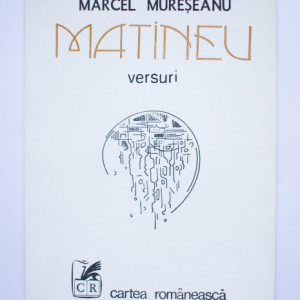 MARCEL MUREȘEANU
MATINEU
versuri
CR
cartea românească